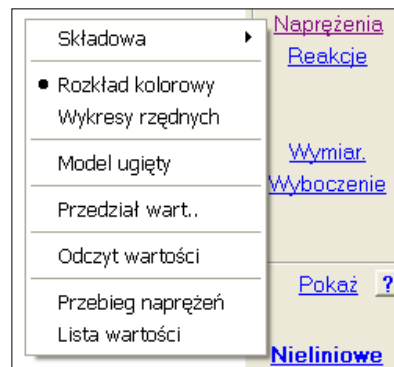 Składowa
Rozkład kolorowy
Wykresy rzędnych
Model ugięty
Przedział wart..
Odczyt wartości
Przebieg naprężeń
Lista wartości
Naprężenia
Reakcje
Wymiar.
Wyboczenie
Pokaż ?
Nieliniowe